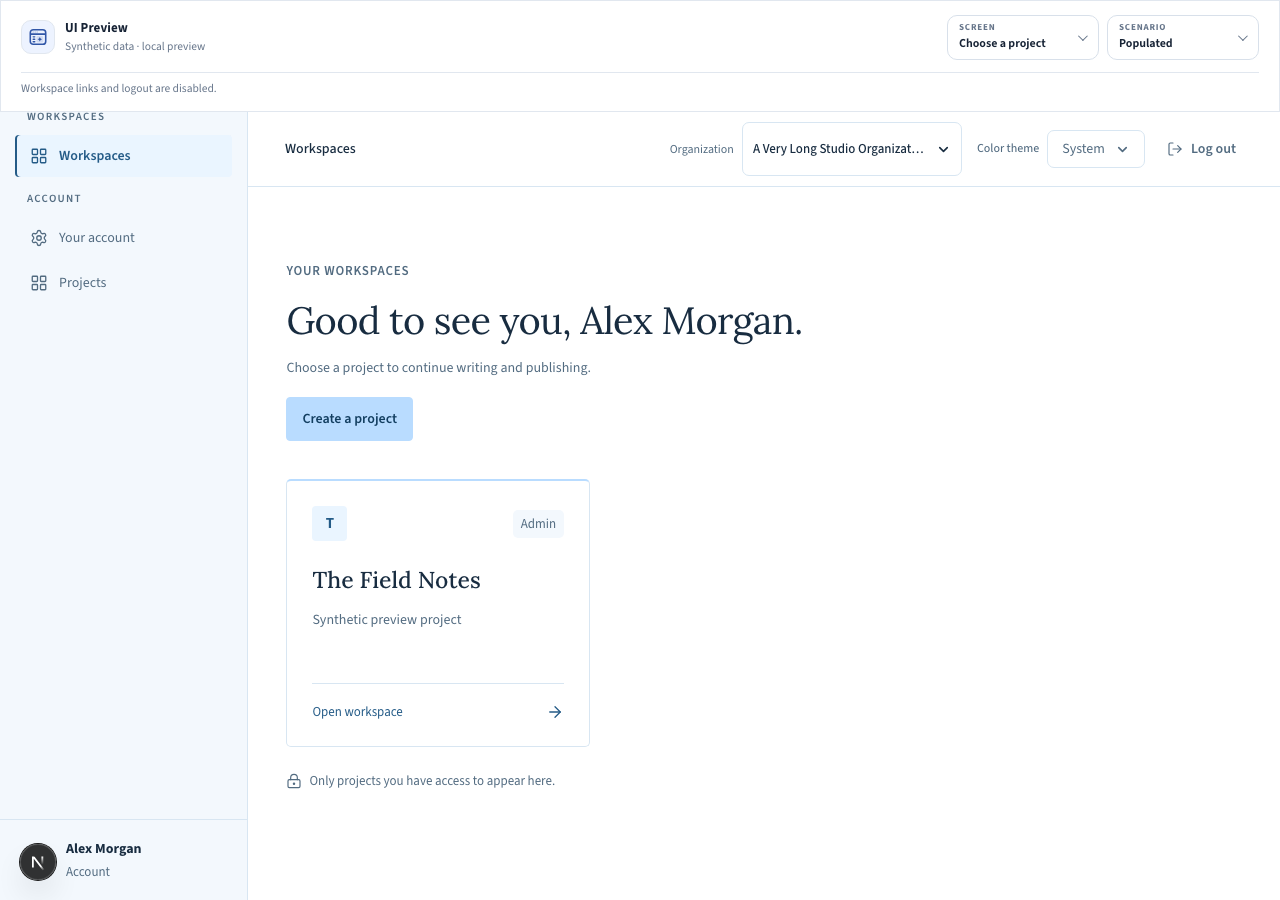 UI Preview
Synthetic data · local preview
SCREEN
Choose a project
SCENARIO
Populated
Workspace links and logout are disabled.
WORKSPACES
Workspaces
ACCOUNT
Your account
Projects
Alex Morgan
Account
Workspaces
Organization
A Very Long Studio Organizat…
Color theme
System
Log out
YOUR WORKSPACES
Good to see you, Alex Morgan.
Choose a project to continue writing and publishing.
Create a project
T
Admin
The Field Notes
Synthetic preview project
Open workspace
Only projects you have access to appear here.
N